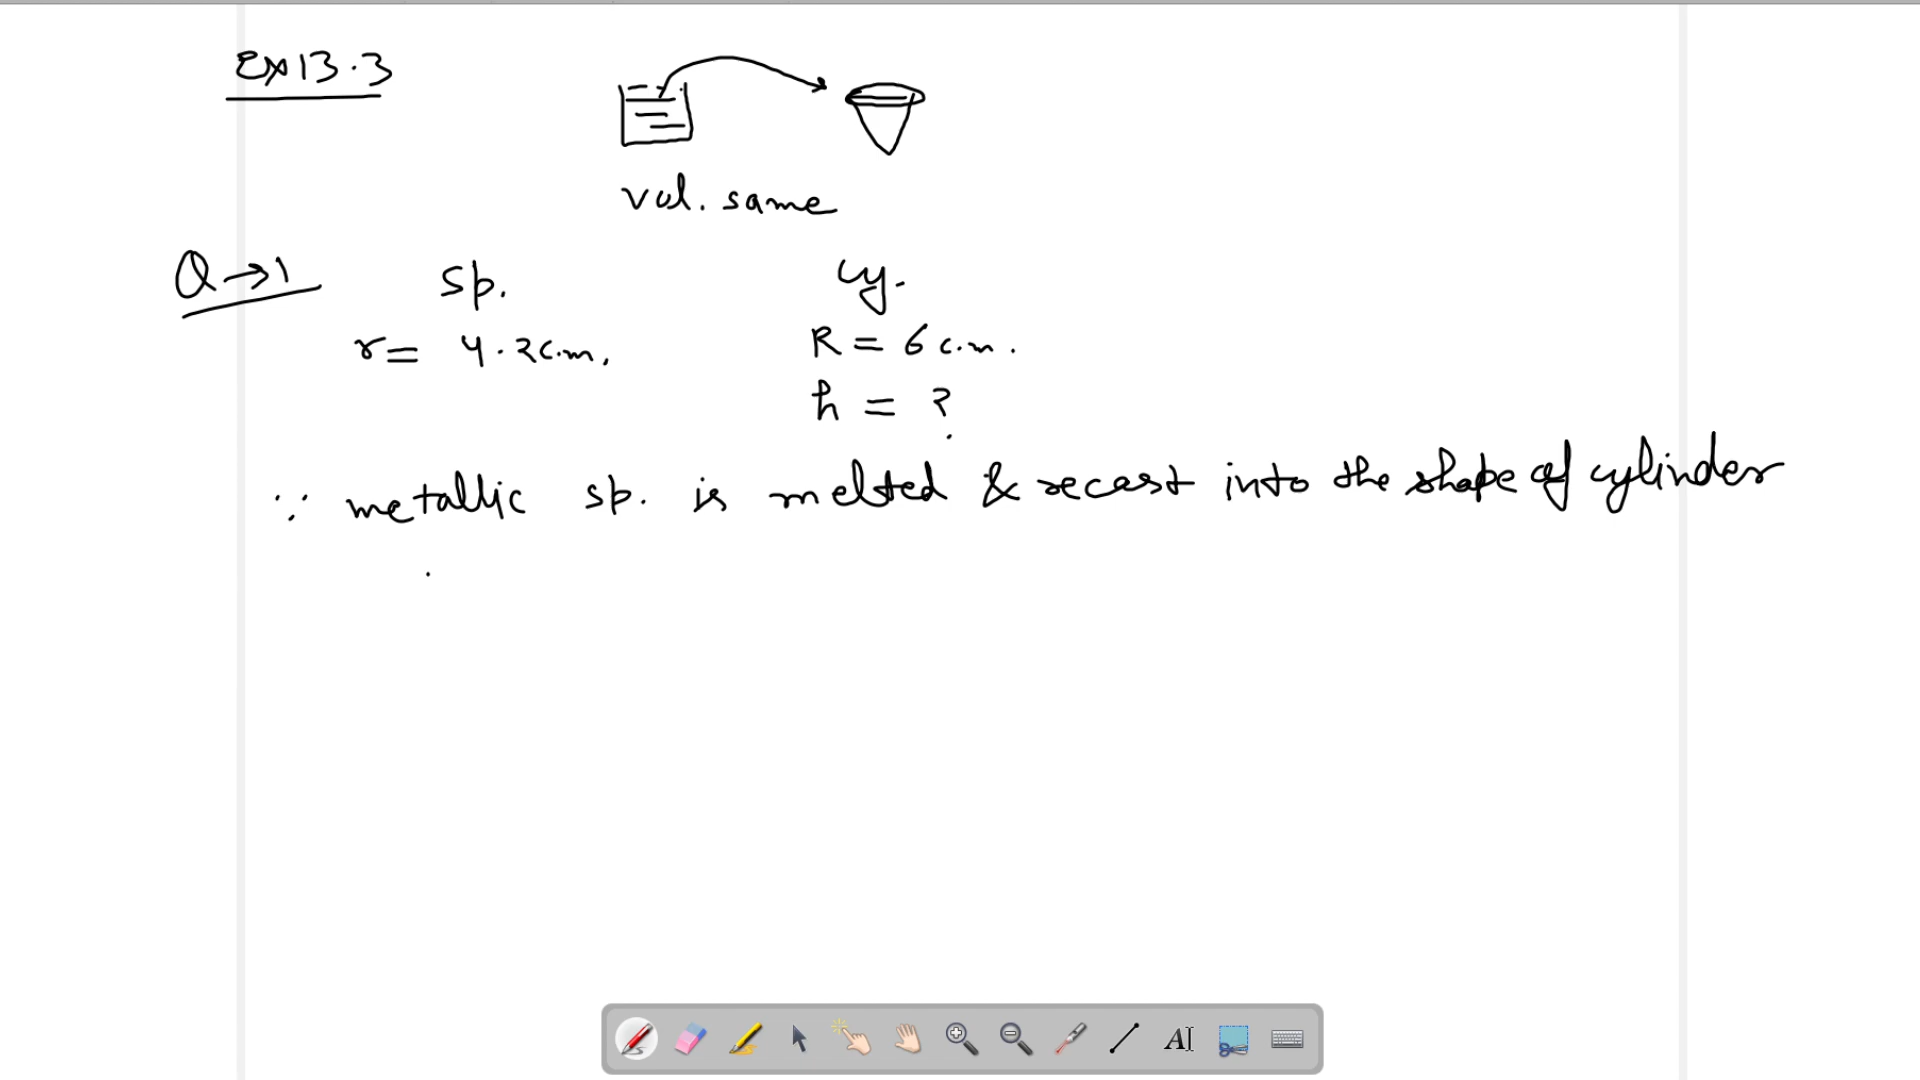 Ex 13.3
vol. same
Q → 1 sp. cy.
r = 4.2 c.m. R = 6 c.m.
h = ?
∵ metallic sp. is melted & recast into the shape of cylinder
AI